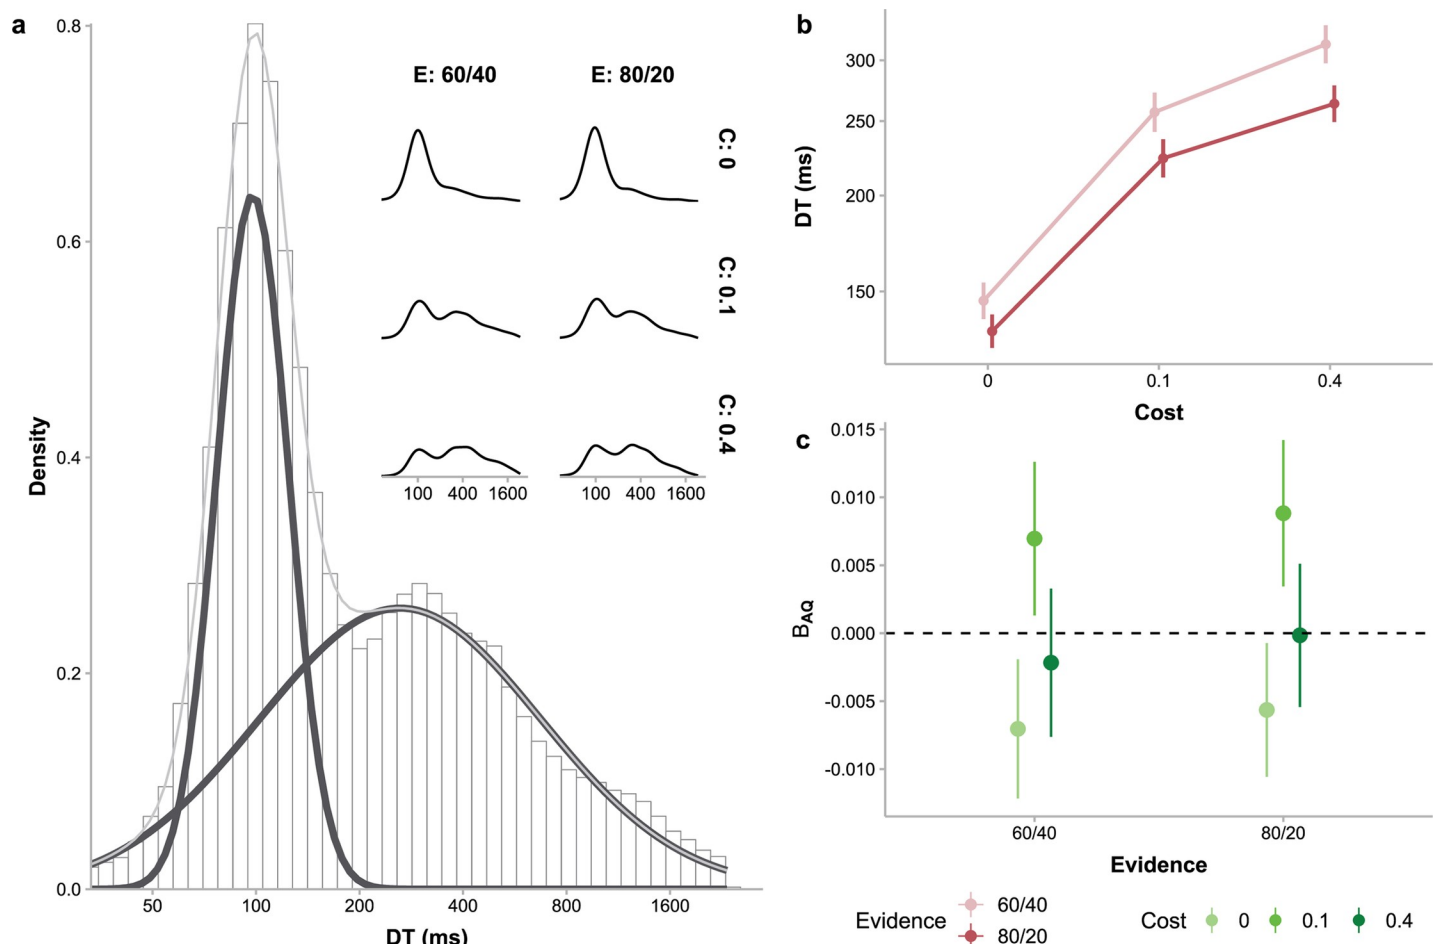 a
0.8
0.6
0.4
0.2
0.0
Density
50 100 200 400 800 1600
DT (ms)
E: 60/40 E: 80/20
C: 0
C: 0.1
C: 0.4
100 400 1600 100 400 1600
b
300
250
200
150
DT (ms)
0 0.1 0.4
Cost
c
0.015
0.010
0.005
0.000
-0.005
-0.010
BAQ
60/40 80/20
Evidence
Evidence 60/40
80/20
Cost 0 0.1 0.4